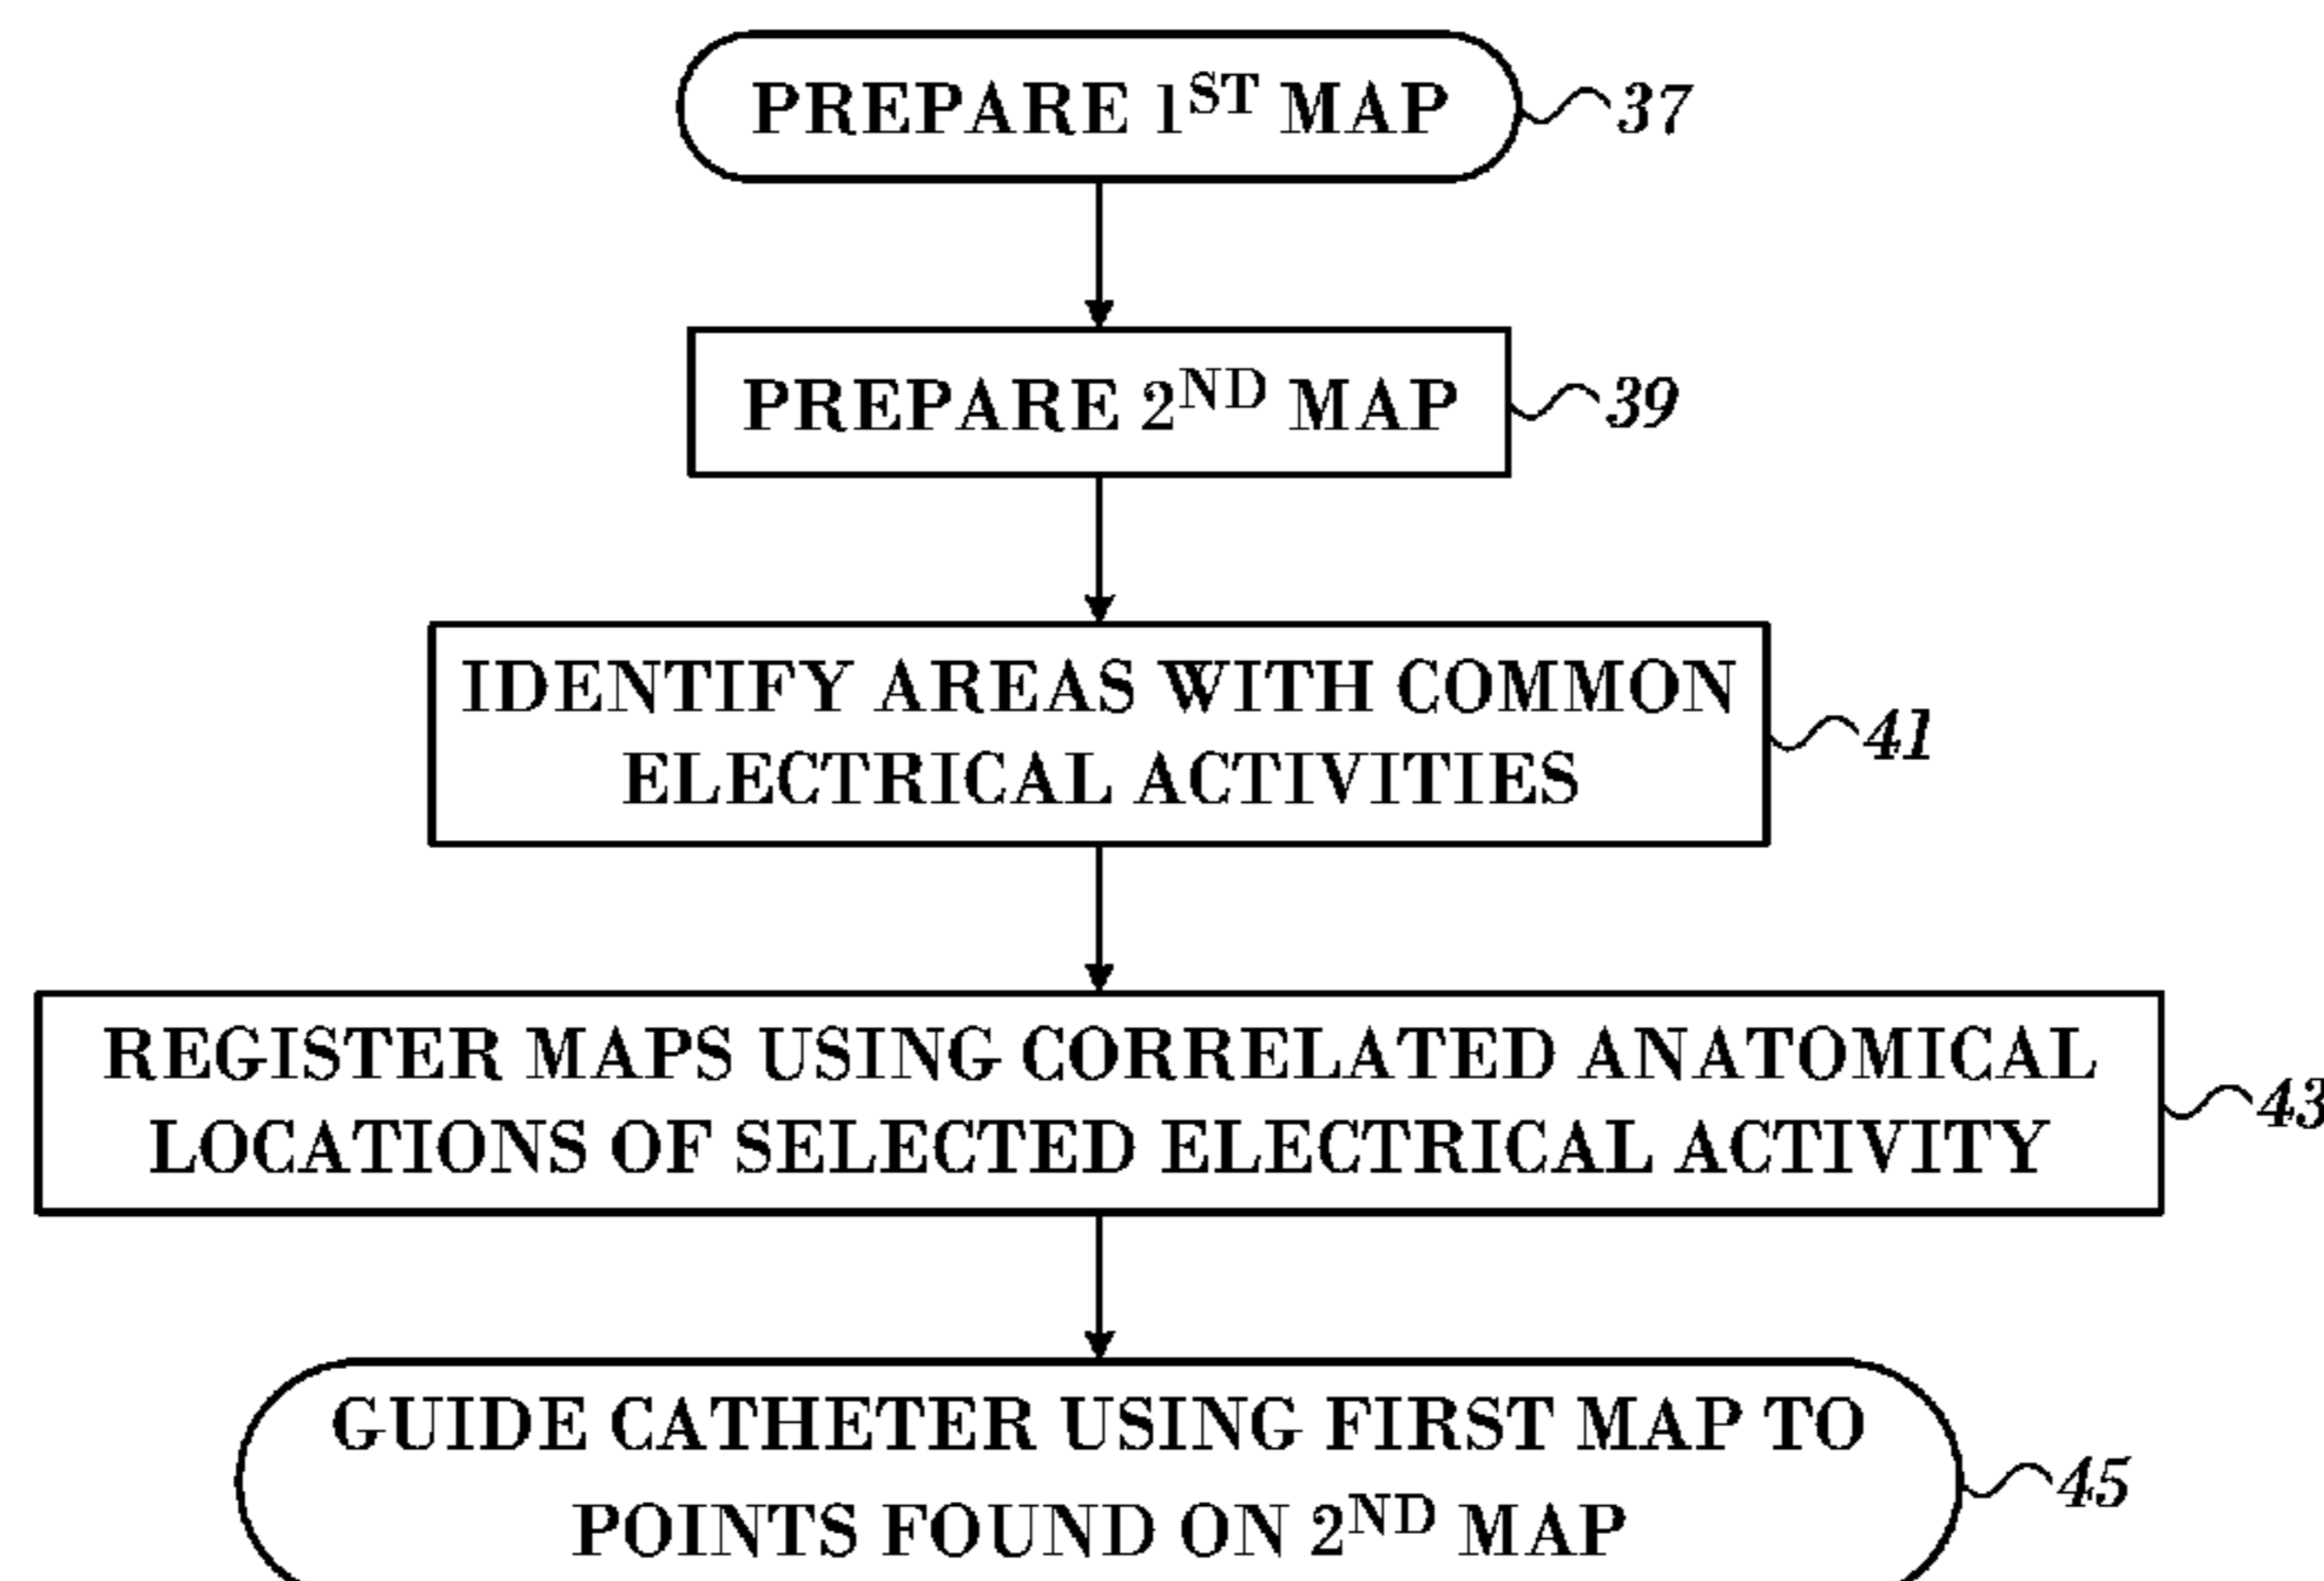 PREPARE 1ST MAP 37
PREPARE 2ND MAP 39
IDENTIFY AREAS WITH COMMON
ELECTRICAL ACTIVITIES
41
REGISTER MAPS USING CORRELATED ANATOMICAL
LOCATIONS OF SELECTED ELECTRICAL ACTIVITY
43
GUIDE CATHETER USING FIRST MAP TO
POINTS FOUND ON 2ND MAP
45